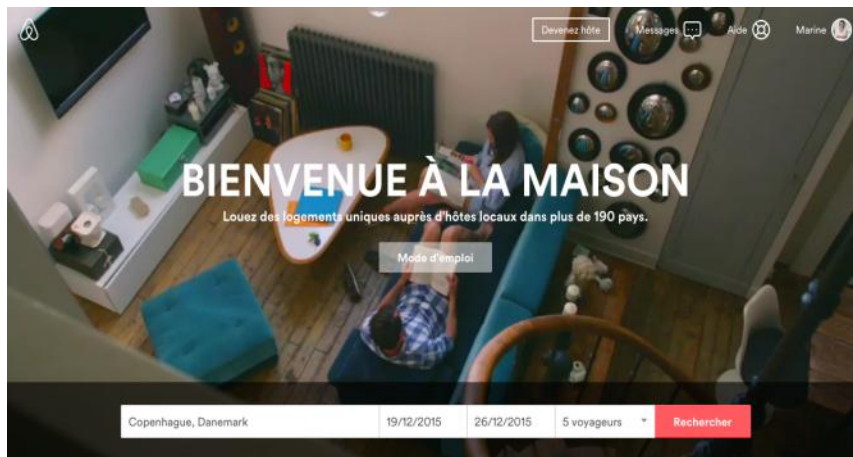 Devenez hôte
Messages
Aide
Marine
BIENVENUE À LA MAISON
Louez des logements uniques auprès d'hôtes locaux dans plus de 190 pays.
Mode d'emploi
Copenhague, Danemark
19/12/2015
26/12/2015
5 voyageurs
Rechercher